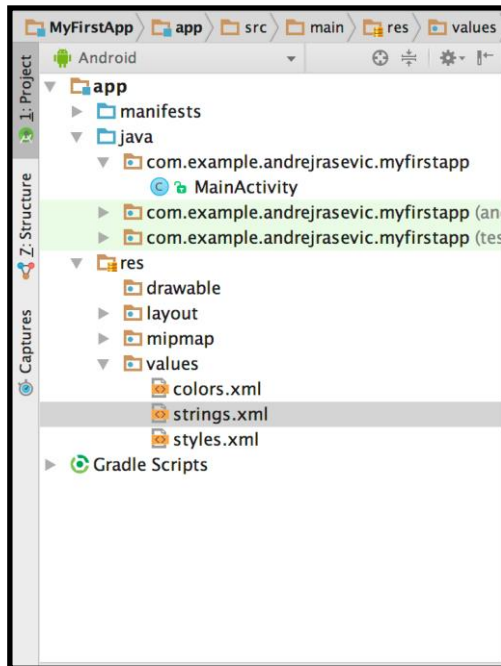 MyFirstApp app src main res values
Android
1: Project
app
manifests
java
com.example.andrejrasevic.myfirstapp
C MainActivity
com.example.andrejrasevic.myfirstapp (an
com.example.andrejrasevic.myfirstapp (tes
Z: Structure
res
drawable
layout
mipmap
values
Captures
colors.xml
strings.xml
styles.xml
Gradle Scripts